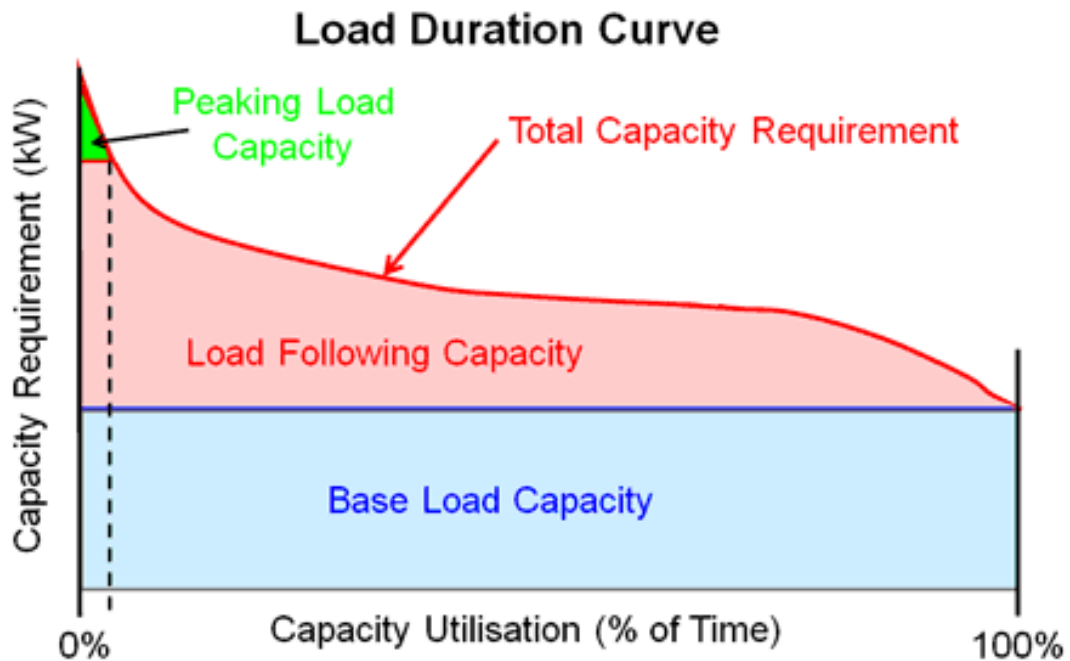 Load Duration Curve
Peaking Load
Capacity
Total Capacity Requirement
Capacity Requirement (kW)
Load Following Capacity
Base Load Capacity
0%
Capacity Utilisation (% of Time)
100%